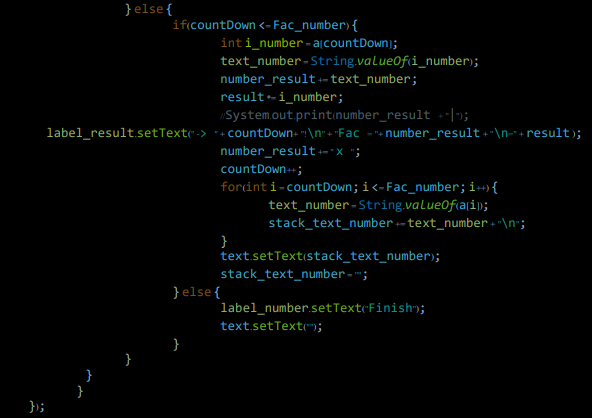 } else {
if(countDown <= Fac_number) {
int i_number = a[countDown];
text_number = String.valueOf(i_number);
number_result += text_number;
result *= i_number;
//System.out.print(number_result + "|");
label_result.setText("-> " + countDown+ "!\n" + "Fac = "+ number_result + "\n=" + result );
number_result += " x ";
countDown++;
for(int i = countDown; i <= Fac_number; i++) {
text_number = String.valueOf(a[i]);
stack_text_number += text_number + "\n";
}
text.setText(stack_text_number);
stack_text_number = "";
} else {
label_number.setText("Finish");
text.setText("");
}
}
}
}
});